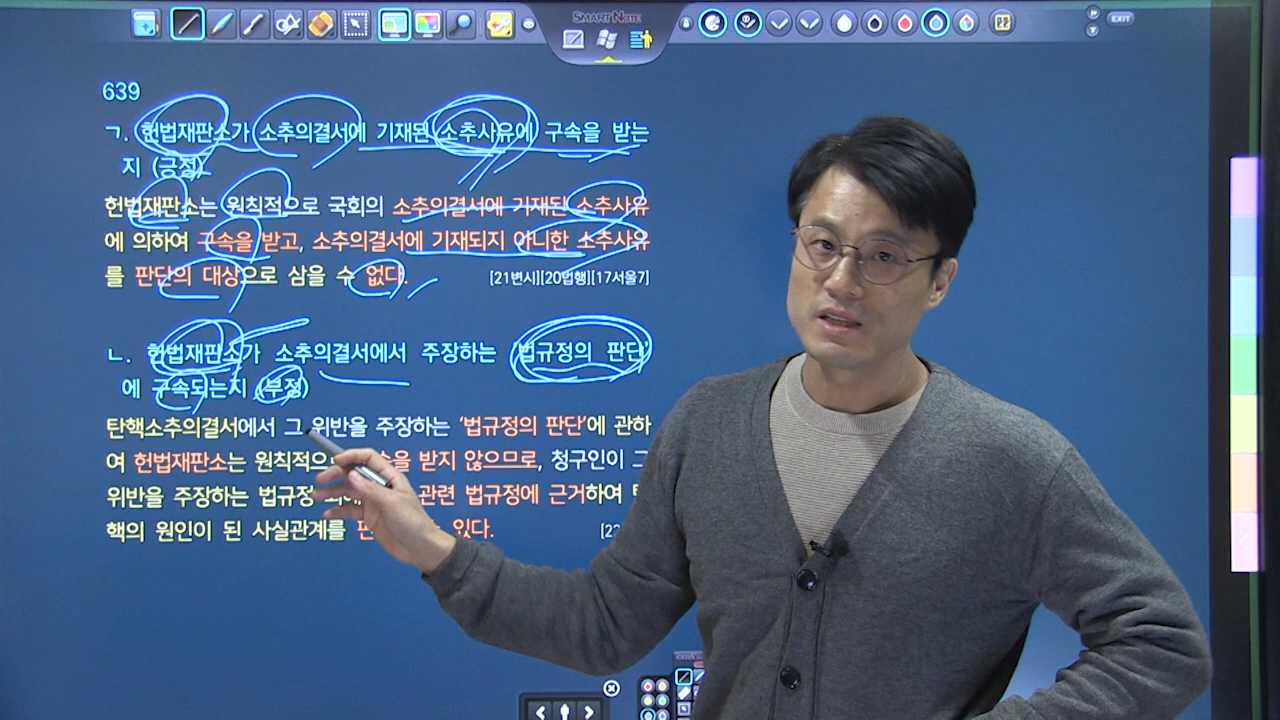 SMART NOTE
EXIT
639
ㄱ. 헌법재판소가 소추의결서에 기재된 소추사유에 구속을 받는
지 (긍정)
헌법재판소는 원칙적으로 국회의 소추의결서에 기재된 소추사유
에 의하여 구속을 받고, 소추의결서에 기재되지 아니한 소추사유
를 판단의 대상으로 삼을 수 없다.
[21변시][20법행][17서울7]
ㄴ. 헌법재판소가 소추의결서에서 주장하는 '법규정의 판단'
에 구속되는지 (부정)
탄핵소추의결서에서 그 위반을 주장하는 '법규정의 판단'에 관하
여 헌법재판소는 원칙적으 을 받지 않으므로, 청구인이 그
위반을 주장하는 법규정 관련 법규정에 근거하여
핵의 원인이 된 사실관계를 있다.